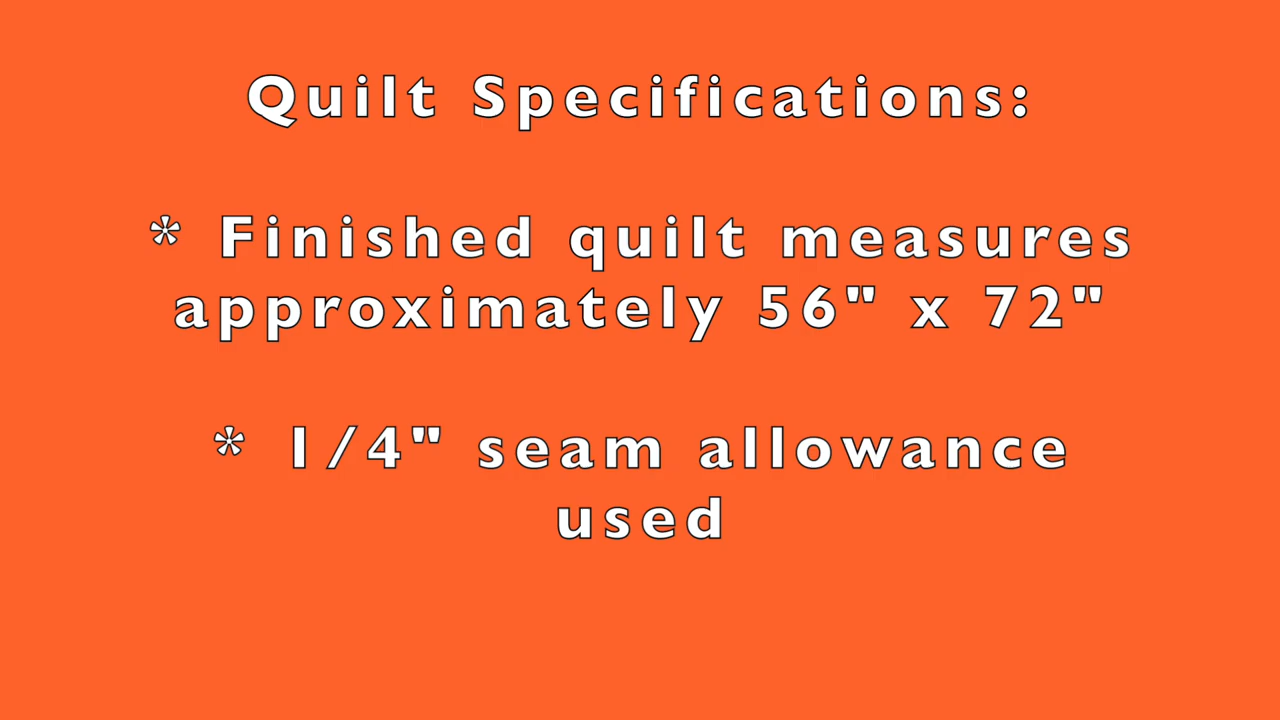 Quilt Specifications:
* Finished quilt measures
approximately 56" x 72"
* 1/4" seam allowance
used